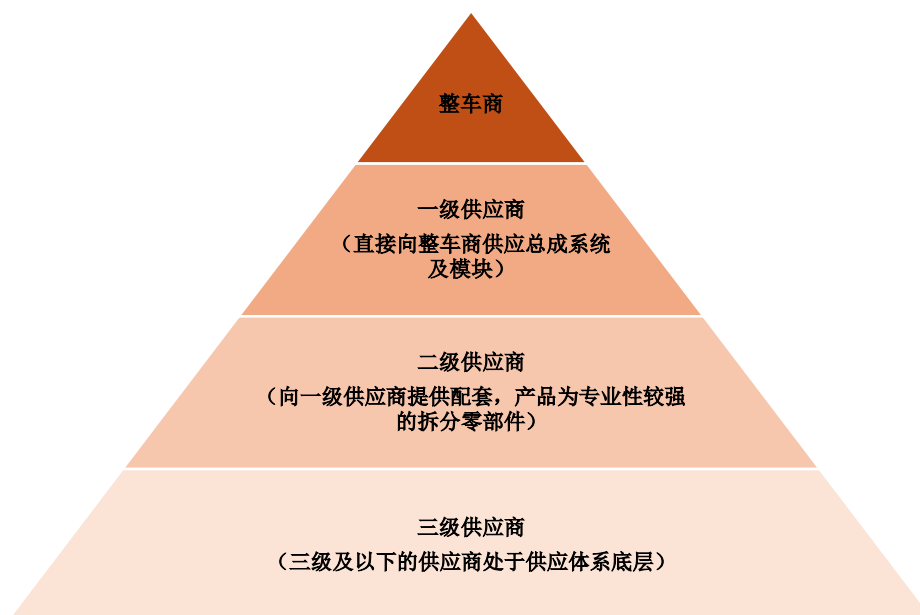 整车商
一级供应商
（直接向整车商供应总成系统
及模块）
二级供应商
（向一级供应商提供配套，产品为专业性较强
的拆分零部件）
三级供应商
（三级及以下的供应商处于供应体系底层）